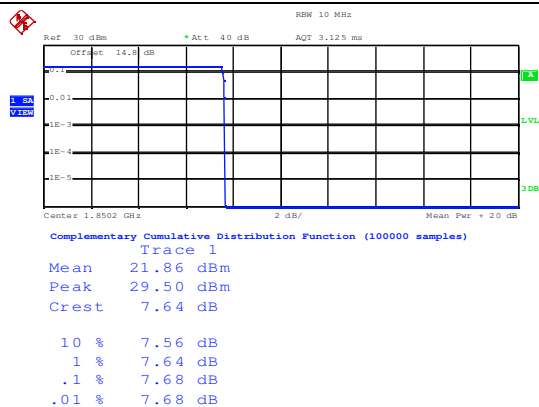 RBW 10 MHz
Ref 30 dBm * Att 40 dB AQT 3.125 ms
Offset 14.8 dB
0.1
A
1 SA
VIEW
0.01
LVL
1E-3
1E-4
1E-5
3DB
Center 1.8502 GHz 2 dB/ Mean Pwr + 20 dB
Complementary Cumulative Distribution Function (100000 samples)
Trace 1
Mean 21.86 dBm
Peak 29.50 dBm
Crest 7.64 dB
10 % 7.56 dB
1 % 7.64 dB
.1 % 7.68 dB
.01 % 7.68 dB